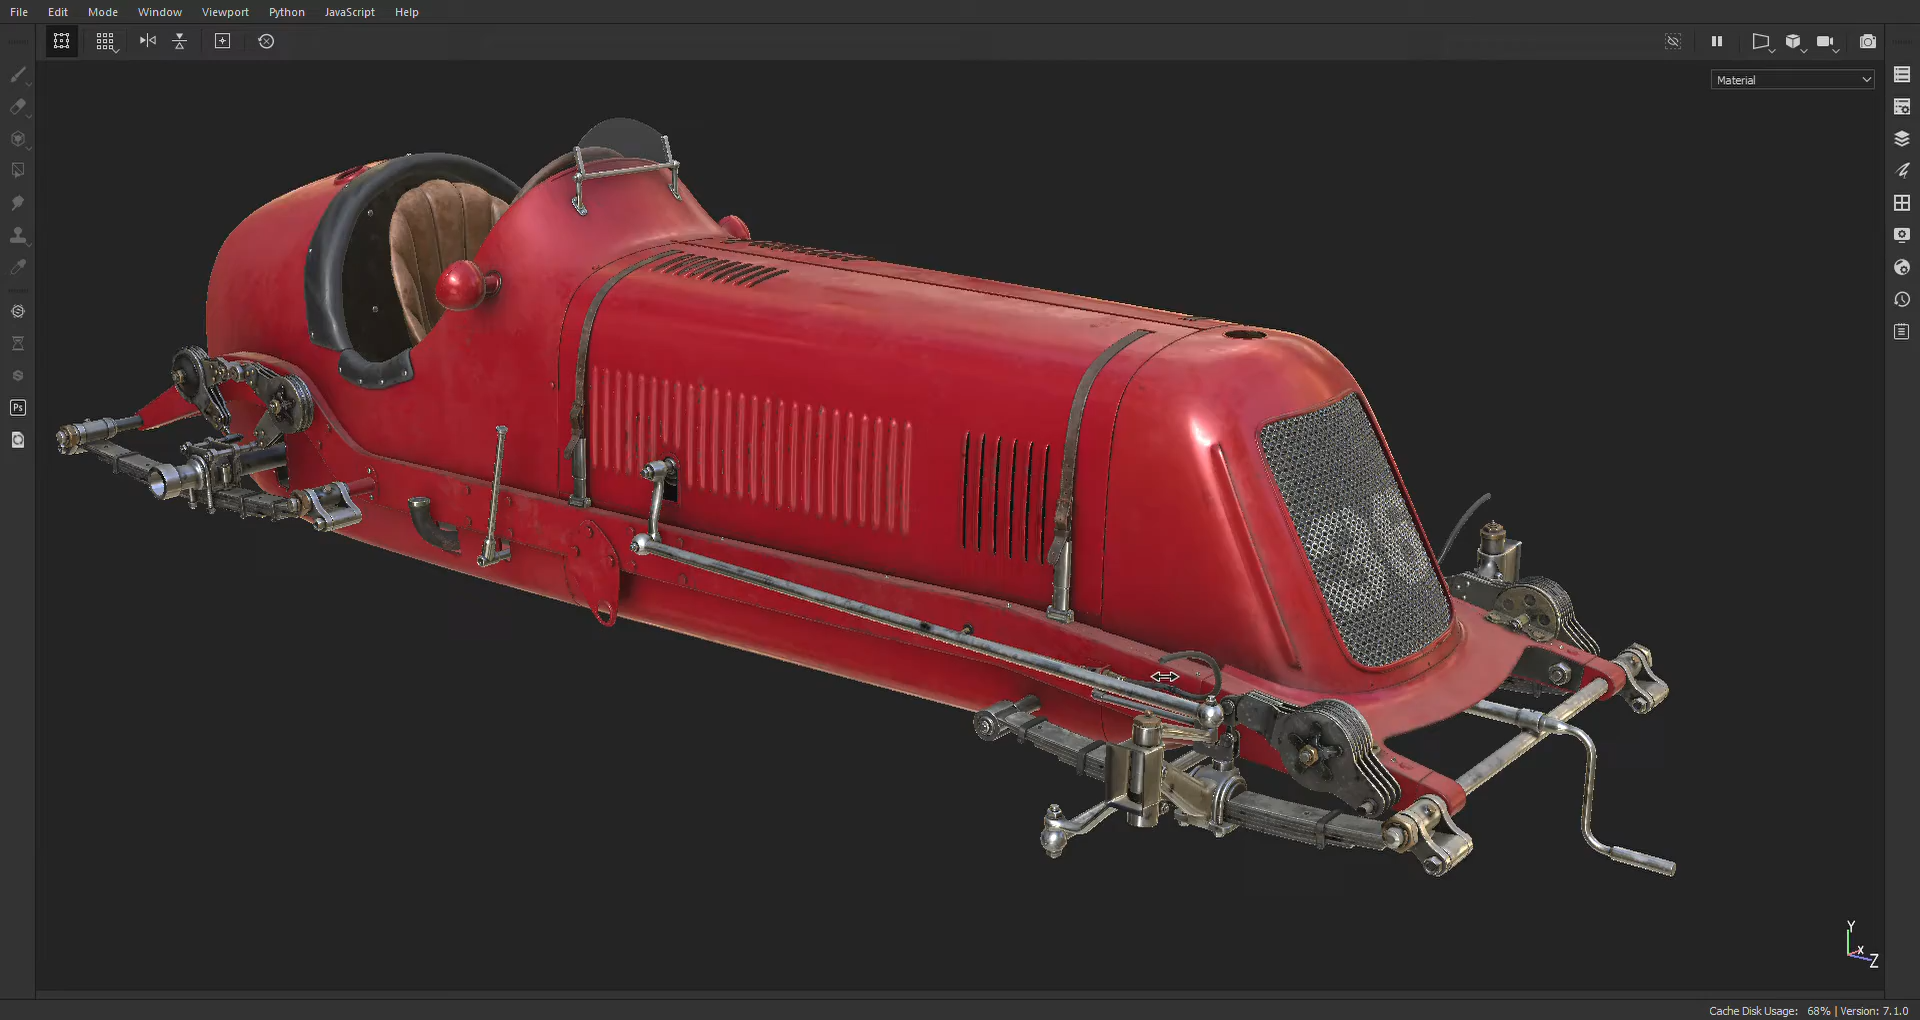 File Edit Mode Window Viewport Python JavaScript Help
Material
Ps
Y
X
Z
Cache Disk Usage: 68% | Version: 7.1.0